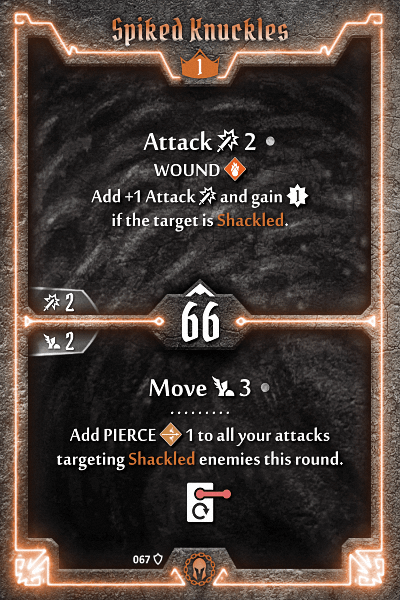 Spiked Knuckles
1
Attack 2
WOUND
Add +1 Attack and gain 1
if the target is Shackled.
2
66
2
Move 3
Add PIERCE 1 to all your attacks
targeting Shackled enemies this round.
067